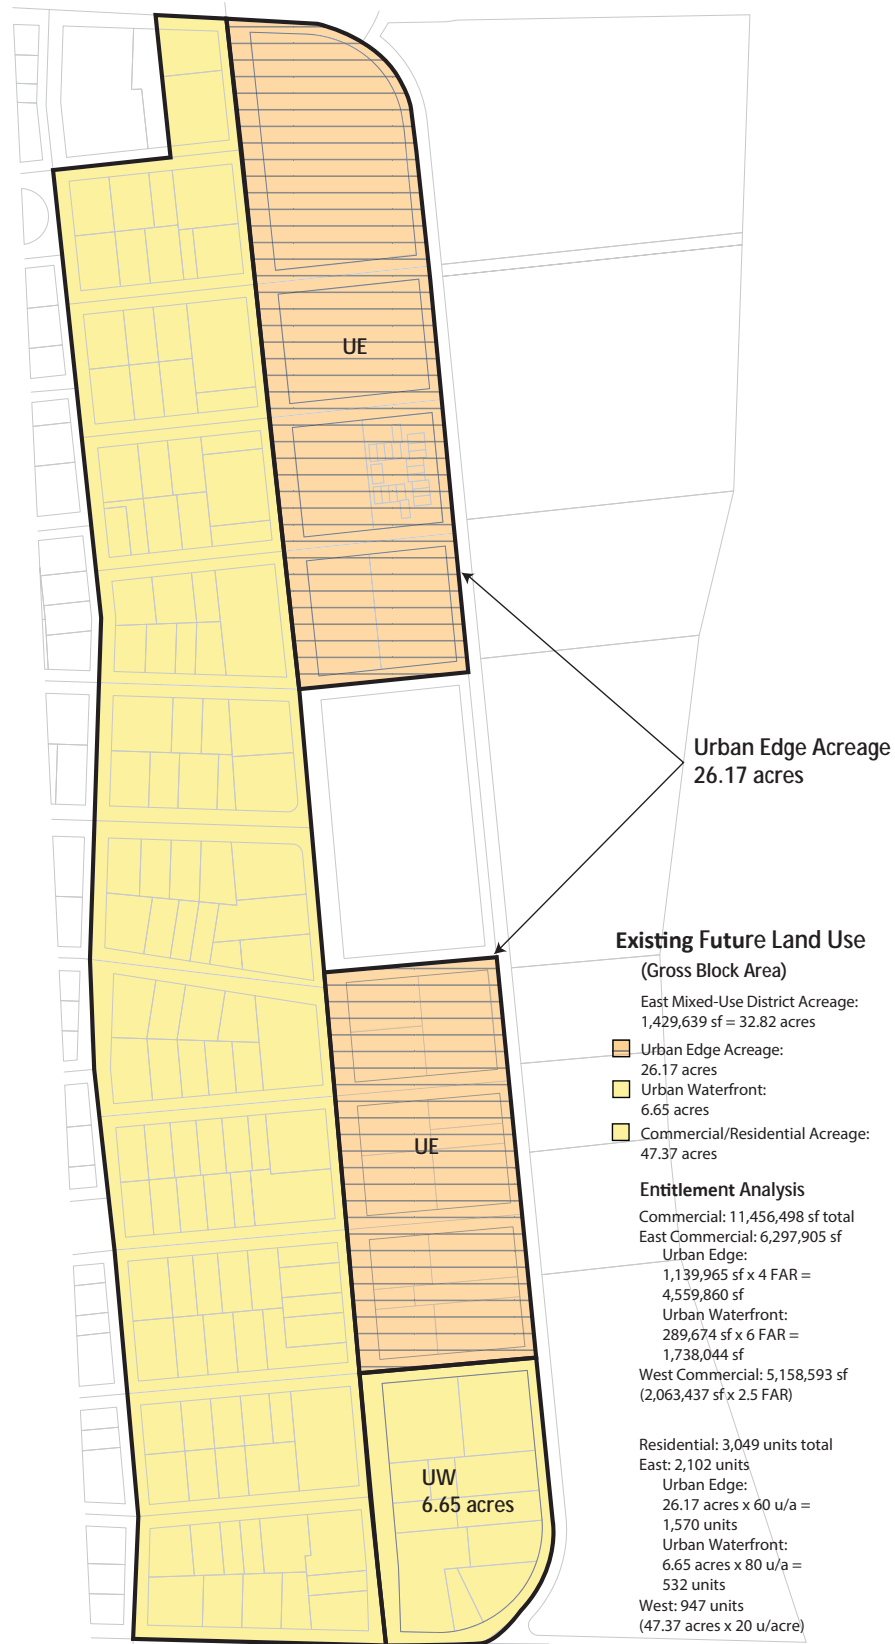 UE
Urban Edge Acreage
26.17 acres
Existing Future Land Use
(Gross Block Area)
East Mixed-Use District Acreage:
1,429,639 sf = 32.82 acres
Urban Edge Acreage:
26.17 acres
Urban Waterfront:
6.65 acres
Commercial/Residential Acreage:
47.37 acres
UE
Entitlement Analysis
Commercial: 11,456,498 sf total
East Commercial: 6,297,905 sf
Urban Edge:
1,139,965 sf x 4 FAR =
4,559,860 sf
Urban Waterfront:
289,674 sf x 6 FAR =
1,738,044 sf
West Commercial: 5,158,593 sf
(2,063,437 sf x 2.5 FAR)
Residential: 3,049 units total
East: 2,102 units
Urban Edge:
26.17 acres x 60 u/a =
1,570 units
Urban Waterfront:
6.65 acres x 80 u/a =
532 units
West: 947 units
(47.37 acres x 20 u/acre)
UW
6.65 acres